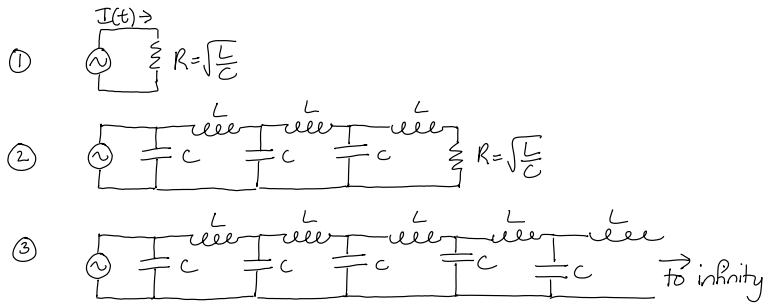 I(t) →
① R = √L/C
L L L
② C C C R = √L/C
L L L L L
③ C C C C C → to infinity